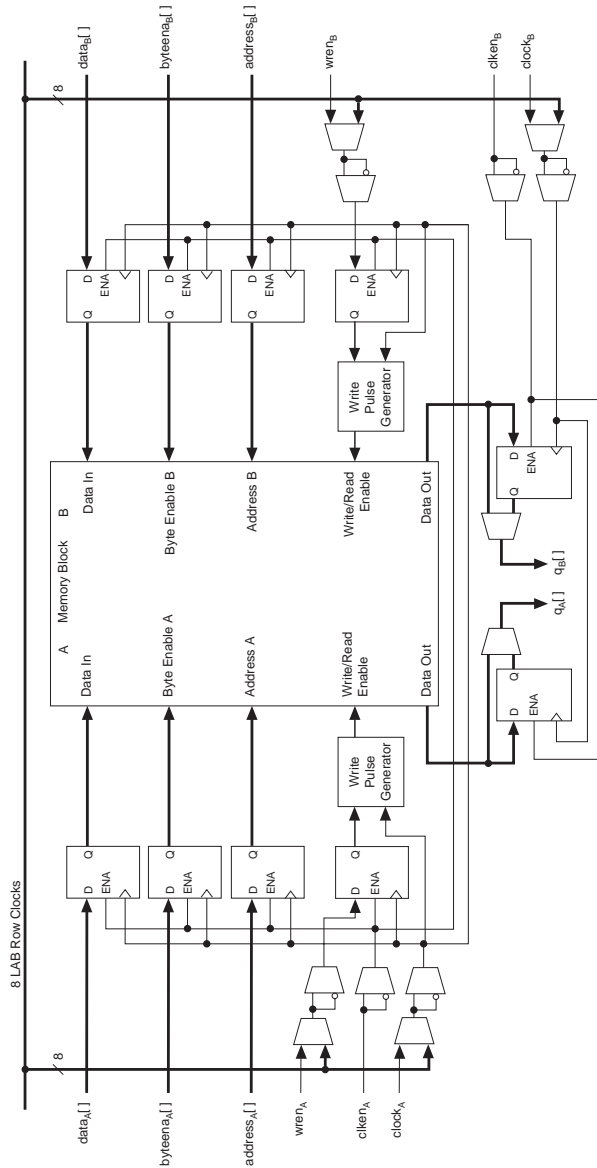 8 LAB Row Clocks
8
8
data_A[ ]
byteena_A[ ]
address_A[ ]
wren_A
clken_A
clock_A
D Q
ENA
D Q
ENA
D Q
ENA
D Q
ENA
Write
Pulse
Generator
A Memory Block B
Data In
Data In
Byte Enable A
Byte Enable B
Address A
Address B
Write/Read
Enable
Write/Read
Enable
Data Out
Data Out
Q D
ENA
Q D
ENA
Q D
ENA
Q D
ENA
Write
Pulse
Generator
data_B[ ]
byteena_B[ ]
address_B[ ]
wren_B
clken_B
clock_B
D Q
ENA
Q D
ENA
q_A[ ]
q_B[ ]